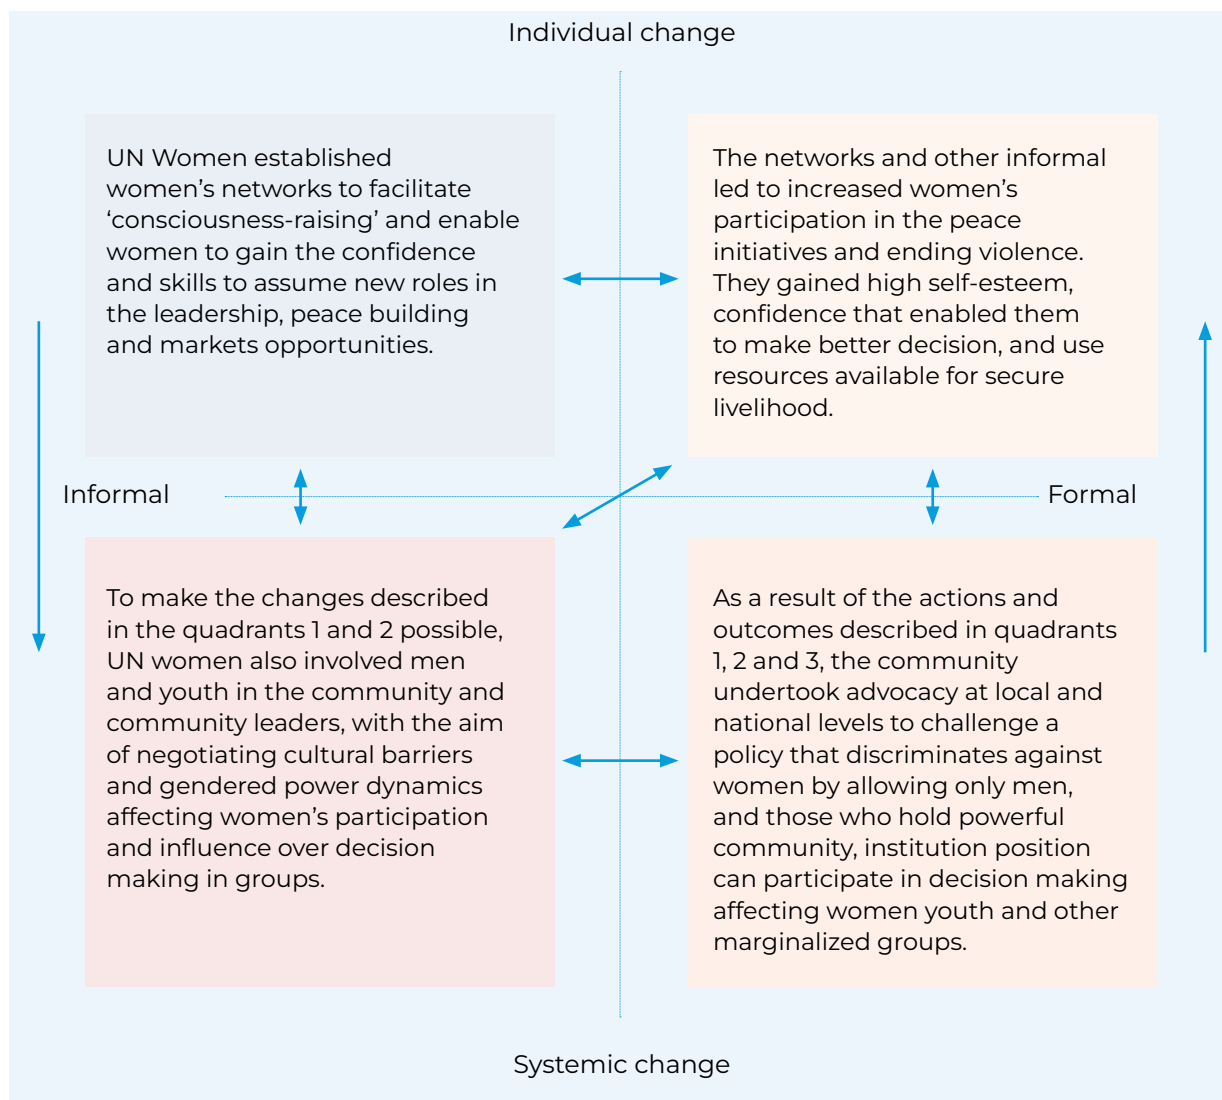 Individual change
UN Women established
women’s networks to facilitate
‘consciousness-raising’ and enable
women to gain the confidence
and skills to assume new roles in
the leadership, peace building
and markets opportunities.
The networks and other informal
led to increased women’s
participation in the peace
initiatives and ending violence.
They gained high self-esteem,
confidence that enabled them
to make better decision, and use
resources available for secure
livelihood.
Informal
Formal
To make the changes described
in the quadrants 1 and 2 possible,
UN women also involved men
and youth in the community and
community leaders, with the aim
of negotiating cultural barriers
and gendered power dynamics
affecting women’s participation
and influence over decision
making in groups.
As a result of the actions and
outcomes described in quadrants
1, 2 and 3, the community
undertook advocacy at local and
national levels to challenge a
policy that discriminates against
women by allowing only men,
and those who hold powerful
community, institution position
can participate in decision making
affecting women youth and other
marginalized groups.
Systemic change